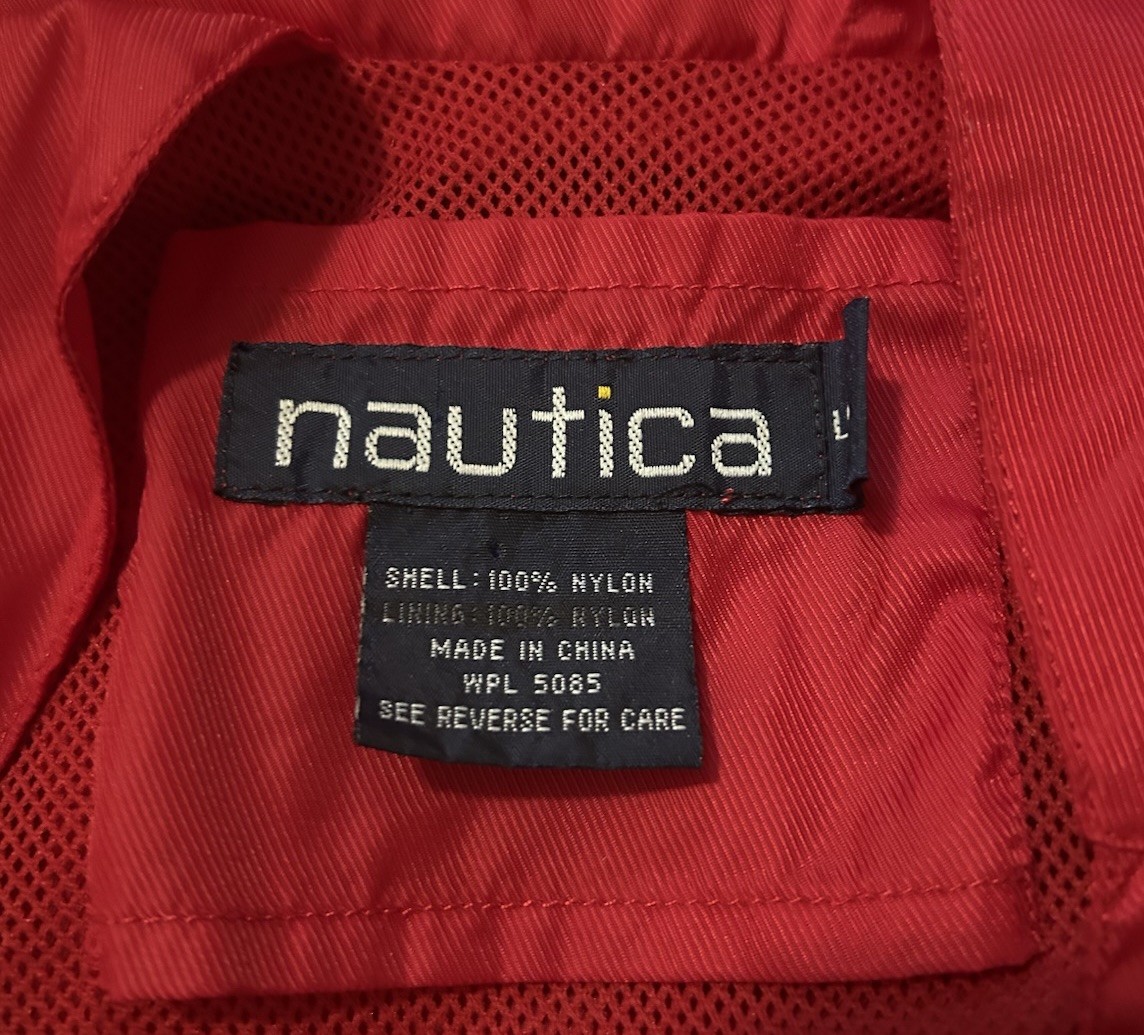 nautica
L
SHELL: 100% NYLON
LINING: 100% NYLON
MADE IN CHINA
WPL 5085
SEE REVERSE FOR CARE